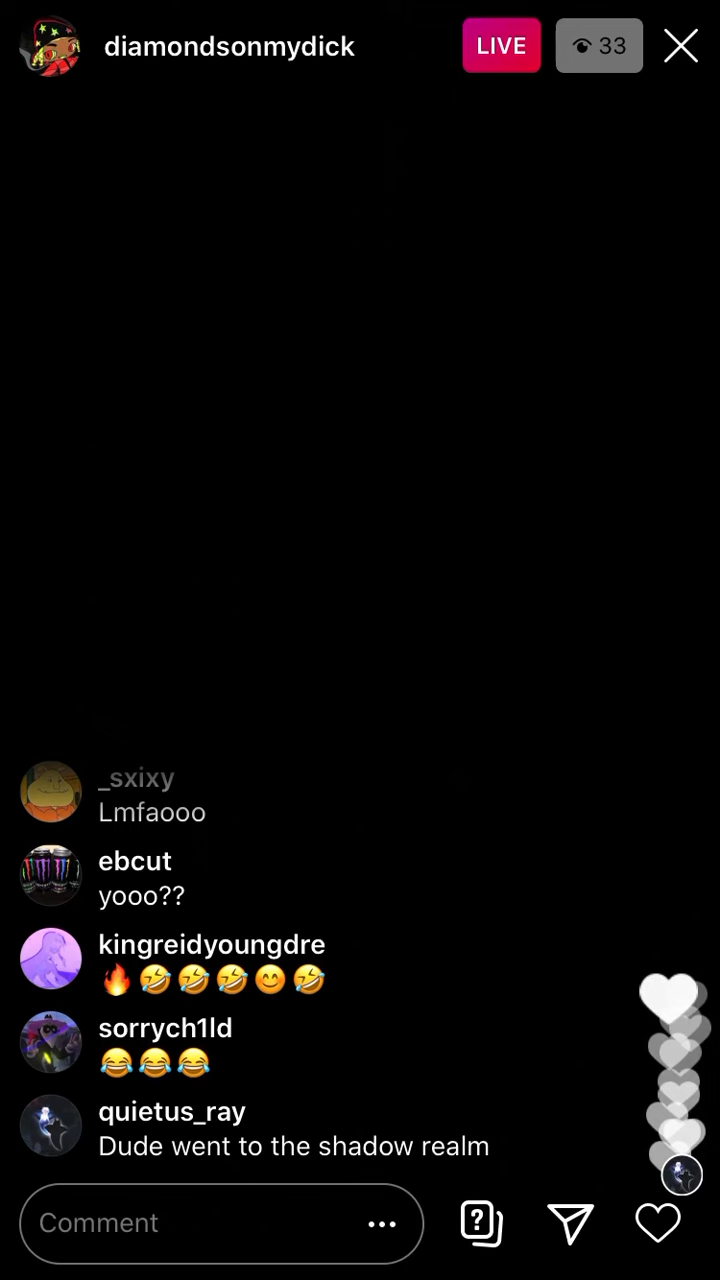 diamondsonmydick
LIVE
33
_sxixy
Lmfaooo
ebcut
yooo??
kingreidyoungdre
🔥🤣🤣🤣😊🤣
sorrych1ld
😂😂😂
quietus_ray
Dude went to the shadow realm
Comment